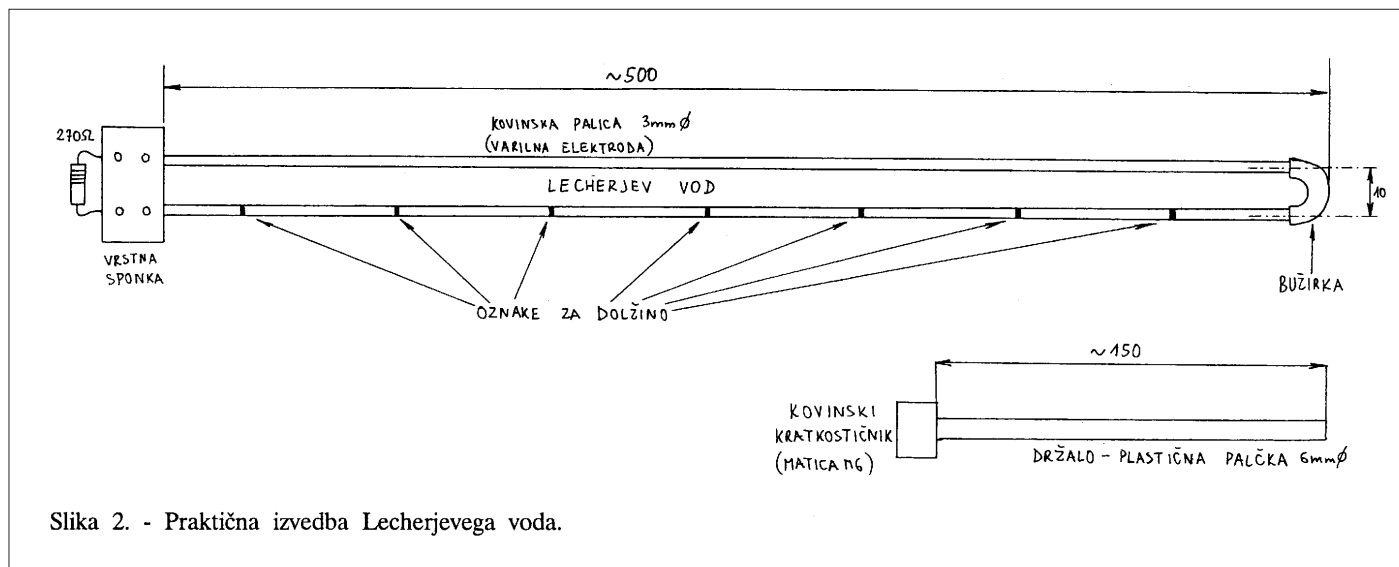 ~500
270Ω
KOVINSKA PALICA 3mm ϕ
(VARILNA ELEKTRODA)
LECHERJEV VOD
10
VRSTNA
SPONKA
BUŽIRKA
OZNAKE ZA DOLŽINO
~150
KOVINSKI
KRATKOSTIČNIK
(MATICA M6)
DRŽALO - PLASTIČNA PALČKA 6mmϕ
Slika 2. - Praktična izvedba Lecherjevega voda.